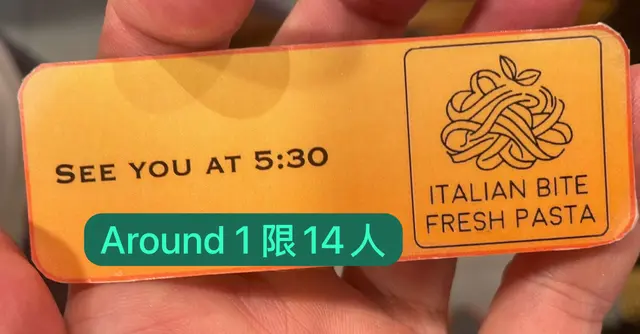 SEE YOU AT 5:30
Around 1 限 14 人
ITALIAN BITE
FRESH PASTA